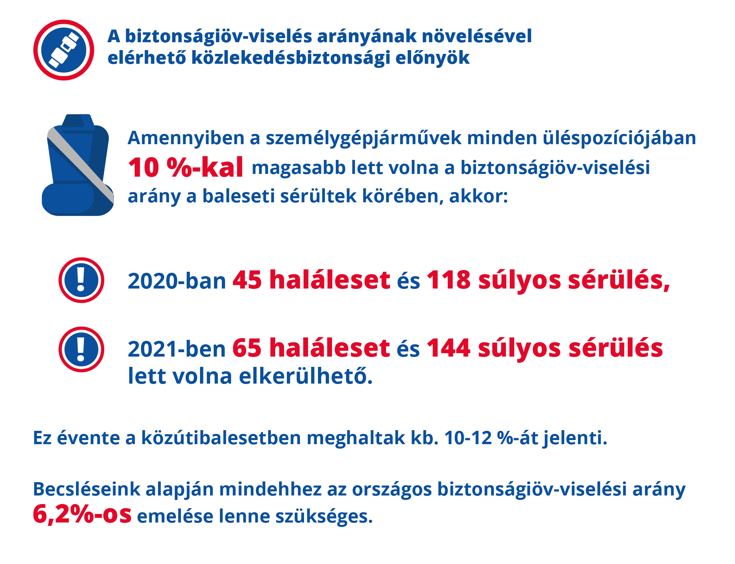 A biztonságiöv-viselés arányának növelésével
elérhető közlekedésbiztonsági előnyök
Amennyiben a személygépjárművek minden üléspozíciójában
10 %-kal magasabb lett volna a biztonságiöv-viselési
arány a baleseti sérültek körében, akkor:
2020-ban 45 haláleset és 118 súlyos sérülés,
2021-ben 65 haláleset és 144 súlyos sérülés
lett volna elkerülhető.
Ez évente a közútibalesetben meghaltak kb. 10-12 %-át jelenti.
Becsléseink alapján mindehhez az országos biztonságiöv-viselési arány
6,2%-os emelése lenne szükséges.